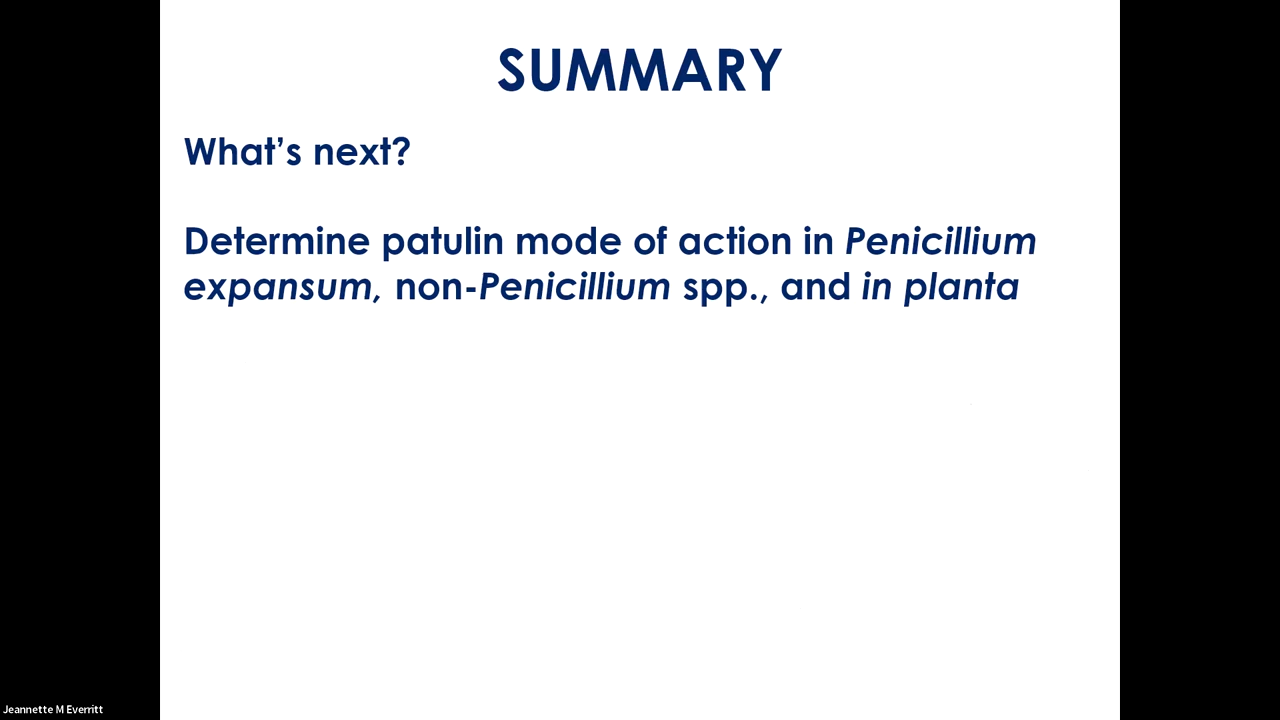 SUMMARY
What’s next?
Determine patulin mode of action in Penicillium
expansum, non-Penicillium spp., and in planta
Jeannette M Everritt